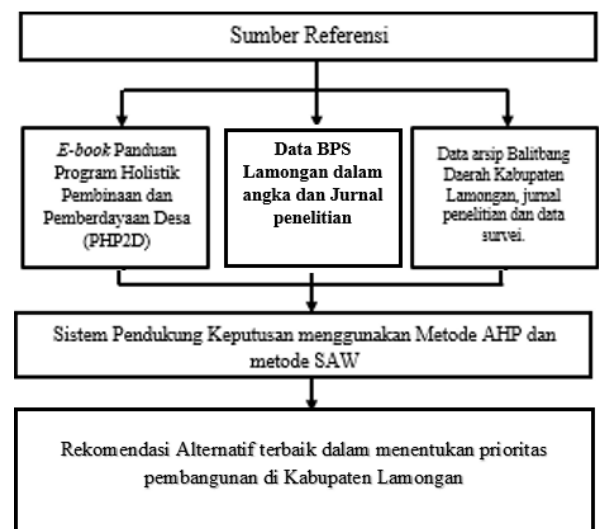 Sumber Referensi
E-book Panduan
Program Holistik
Pembinaan dan
Pemberdayaan Desa
(PHP2D)
Data BPS
Lamongan dalam
angka dan Jurnal
penelitian
Data arsip Balitbang
Daerah Kabupaten
Lamongan, jurnal
penelitian dan data
survei.
Sistem Pendukung Keputusan menggunakan Metode AHP dan
metode SAW
Rekomendasi Alternatif terbaik dalam menentukan prioritas
pembangunan di Kabupaten Lamongan